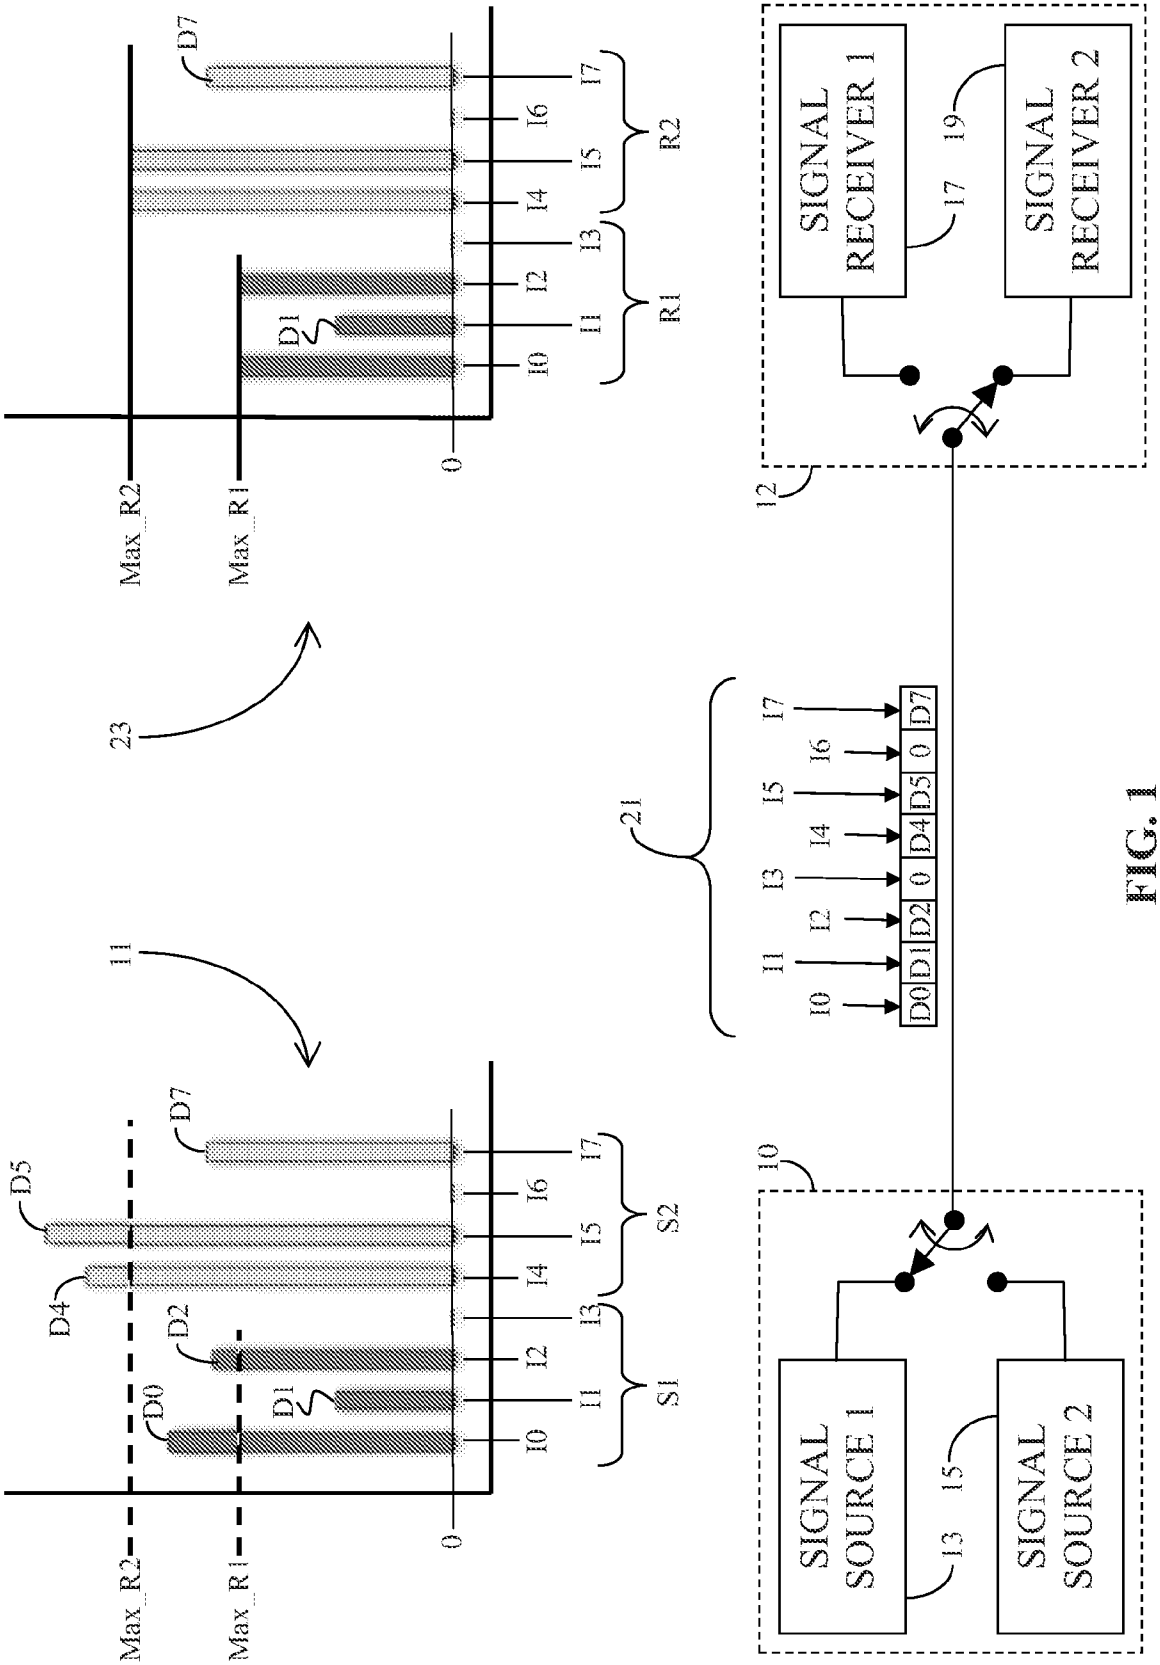 Max_R2
Max_R1
0
D0
D1
D2
D4
D5
D7
I0
I1
I2
I3
I4
I5
I6
I7
S1
S2
11
23
Max_R2
Max_R1
0
D1
D7
I0
I1
I2
I3
I4
I5
I6
I7
R1
R2
21
I0
I1
I2
I3
I4
I5
I6
I7
D0
D1
D2
0
D4
D5
0
D7
10
SIGNAL
SOURCE 1
13
15
SIGNAL
SOURCE 2
12
SIGNAL
RECEIVER 1
17
19
SIGNAL
RECEIVER 2
FIG. 1